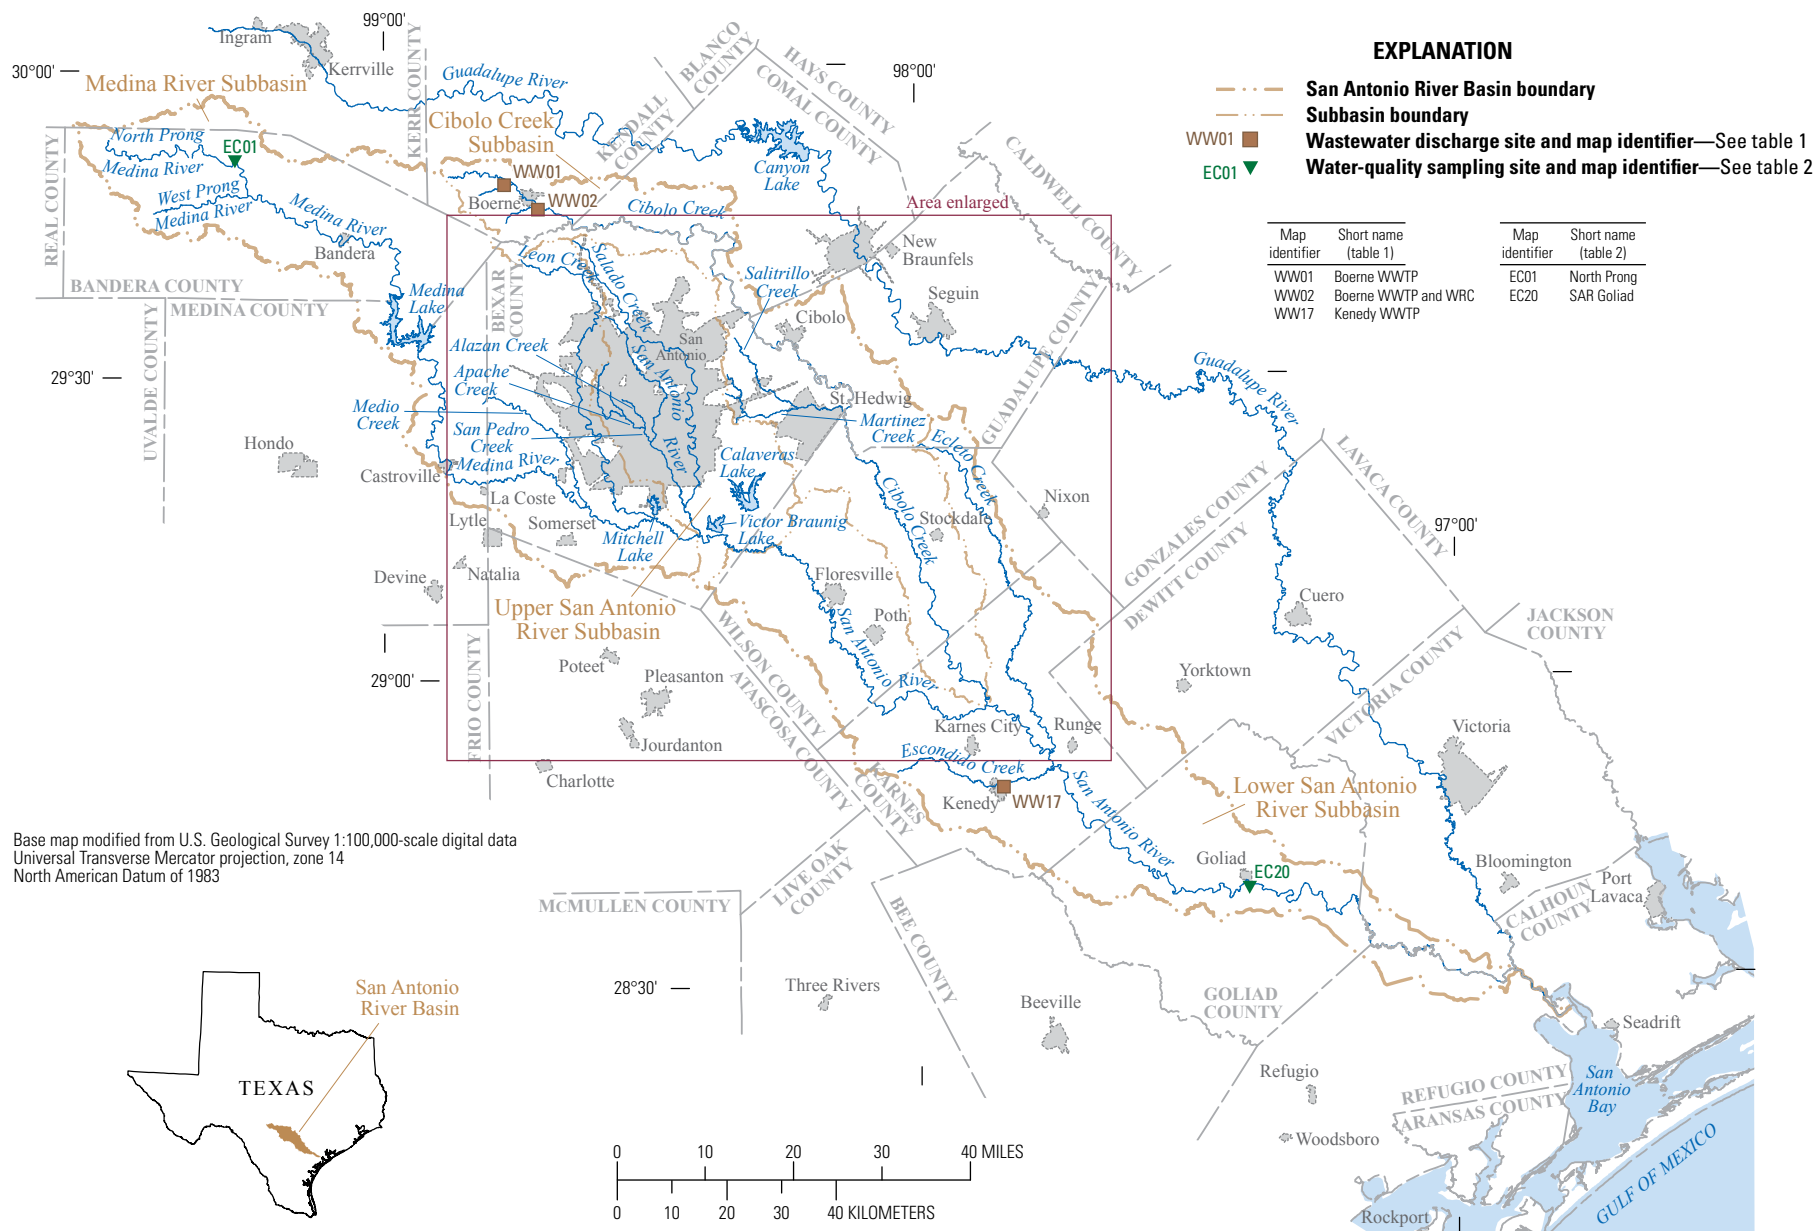 99°00'
98°00'
30°00'
Ingram
Kerrville
KERR COUNTY
Guadalupe River
BLANCO
COUNTY
HAYS COUNTY
COMAL COUNTY
KENDALL
COUNTY
CALDWELL COUNTY
Medina River Subbasin
Cibolo Creek
Subbasin
North Prong
Medina River
EC01
West Prong
Medina River
Medina River
Bandera
REAL COUNTY
BANDERA COUNTY
MEDINA COUNTY
UVALDE COUNTY
WW01
Boerne
WW02
Cibolo Creek
Canyon
Lake
Area enlarged
New
Braunfels
Seguin
Leon Creek
Salado Creek
Salitrillo
Creek
Cibolo
BEXAR
COUNTY
Medina
Lake
San
Antonio
Alazan Creek
Apache
Creek
San Antonio
River
29°30'
Medio
Creek
San Pedro
Creek
St. Hedwig
Martinez
Creek
GUADALUPE COUNTY
Ecleto Creek
Guadalupe River
Hondo
Castroville
Medina River
La Coste
Calaveras
Lake
Cibolo Creek
Nixon
GONZALES COUNTY
LAVACA COUNTY
97°00'
Lytle
Somerset
Mitchell
Lake
Victor Braunig
Lake
Stockdale
DEWITT COUNTY
Devine
Natalia
Floresville
Upper San Antonio
River Subbasin
Poth
Cuero
JACKSON
COUNTY
WILSON COUNTY
ATASCOSA COUNTY
San Antonio River
Poteet
Pleasanton
29°00'
FRIO COUNTY
Jourdanton
Charlotte
Yorktown
VICTORIA COUNTY
Victoria
Karnes City
Runge
Escondido Creek
KARNES
COUNTY
Kenedy
WW17
San Antonio River
Lower San Antonio
River Subbasin
Goliad
EC20
Bloomington
Port
Lavaca
CALHOUN
COUNTY
LIVE OAK
COUNTY
MCMULLEN COUNTY
BEE COUNTY
28°30'
Three Rivers
Beeville
GOLIAD
COUNTY
Seadrift
Refugio
REFUGIO COUNTY
ARANSAS COUNTY
San
Antonio
Bay
Woodsboro
Rockport
GULF OF MEXICO
EXPLANATION
San Antonio River Basin boundary
Subbasin boundary
WW01 Wastewater discharge site and map identifier—See table 1
EC01 Water-quality sampling site and map identifier—See table 2
Map Short name
identifier (table 1)
WW01 Boerne WWTP
WW02 Boerne WWTP and WRC
WW17 Kenedy WWTP
Map Short name
identifier (table 2)
EC01 North Prong
EC20 SAR Goliad
Base map modified from U.S. Geological Survey 1:100,000-scale digital data
Universal Transverse Mercator projection, zone 14
North American Datum of 1983
San Antonio
River Basin
TEXAS
0 10 20 30 40 MILES
0 10 20 30 40 KILOMETERS